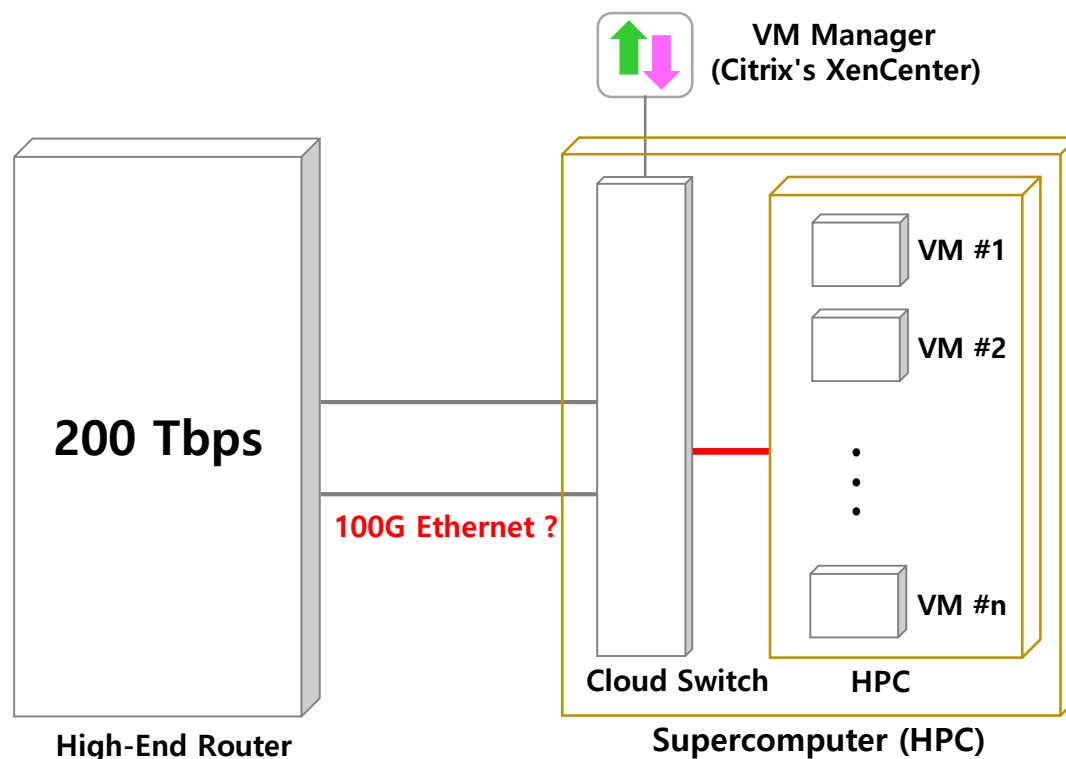 VM Manager
(Citrix's XenCenter)
VM #1
VM #2
200 Tbps
100G Ethernet ?
VM #n
Cloud Switch
HPC
High-End Router
Supercomputer (HPC)